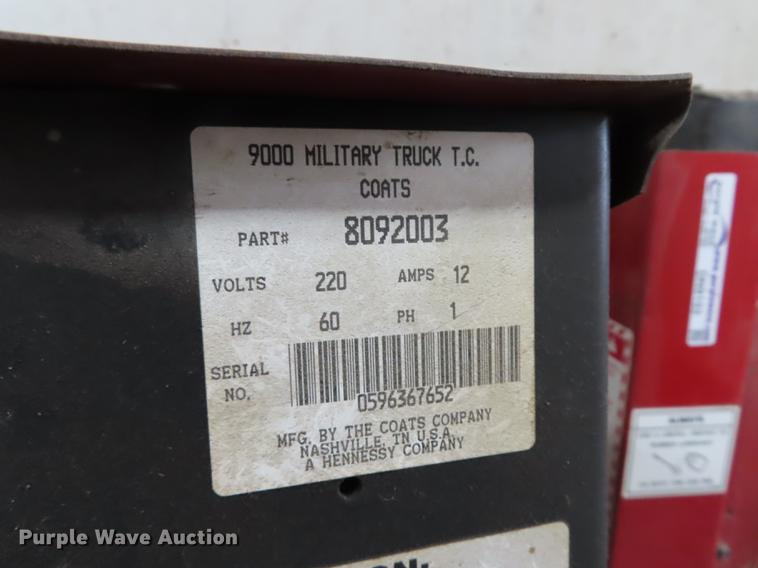 9000 MILITARY TRUCK T.C.
COATS
PART# 8092003
VOLTS 220 AMPS 12
HZ 60 PH 1
SERIAL NO. 0596367652
MFG. BY THE COATS COMPANY
NASHVILLE, TN U.S.A.
A HENNESSY COMPANY
Purple Wave Auction